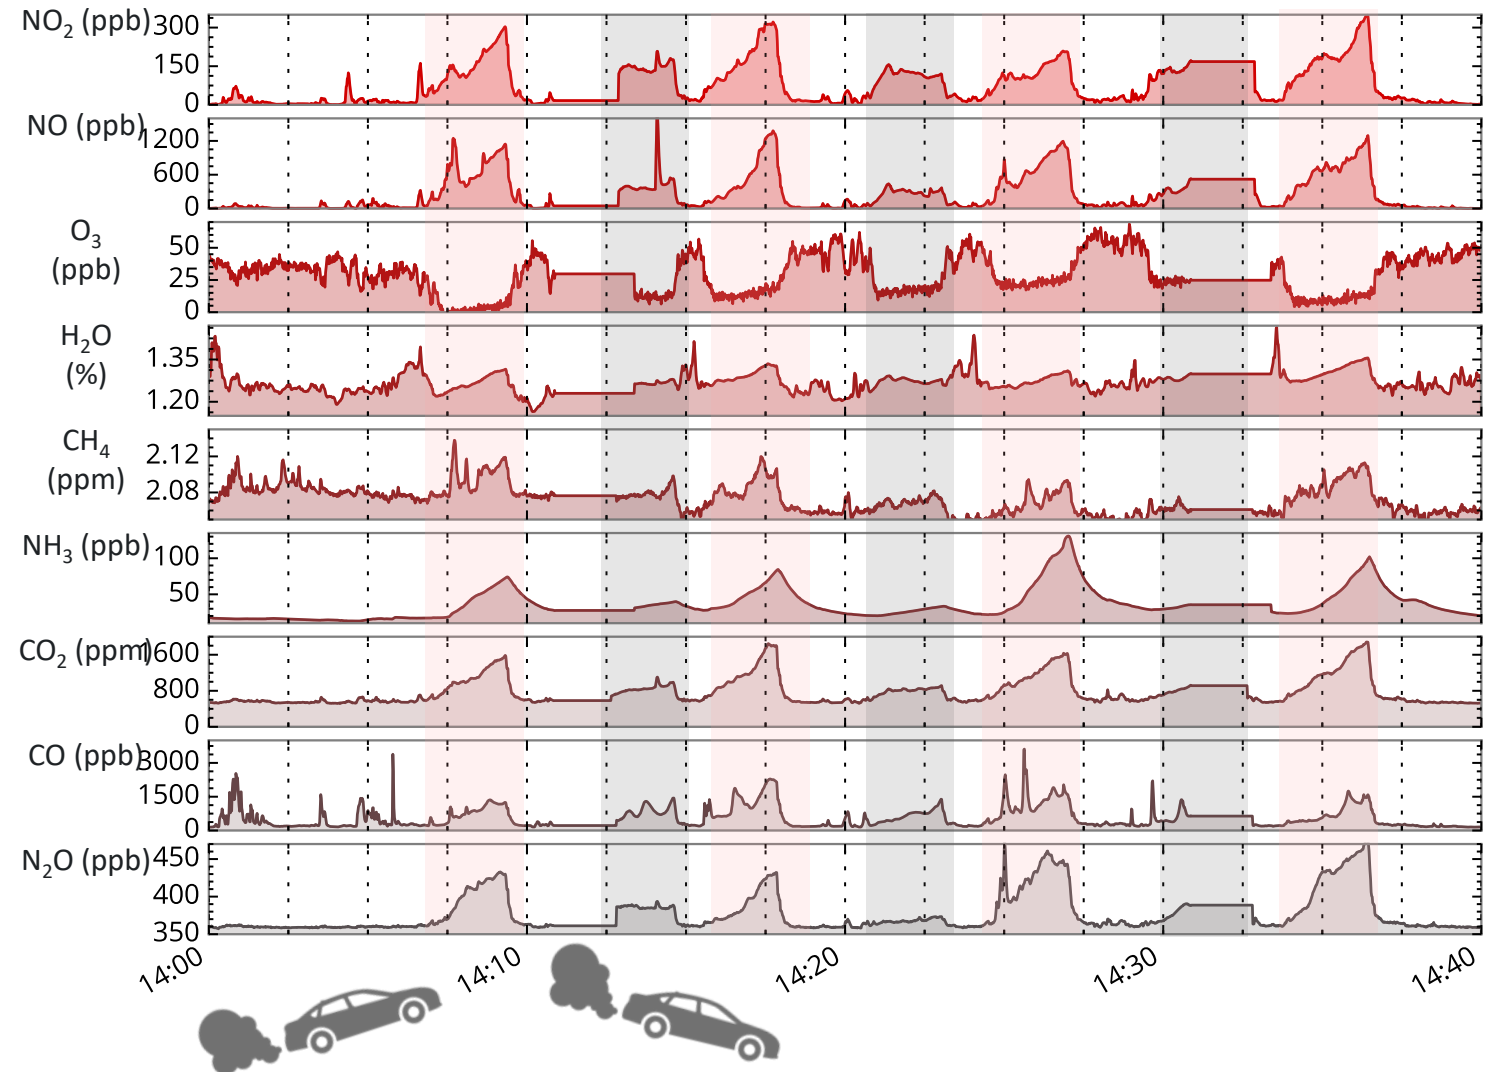 NO₂ (ppb)
300
150
0
NO (ppb)
1200
600
0
O₃
(ppb)
50
25
0
H₂O
(%)
1.35
1.20
CH₄
(ppm)
2.12
2.08
NH₃ (ppb)
100
50
CO₂ (ppm)
1600
800
0
CO (ppb)
3000
1500
0
N₂O (ppb)
450
400
350
14:00
14:10
14:20
14:30
14:40